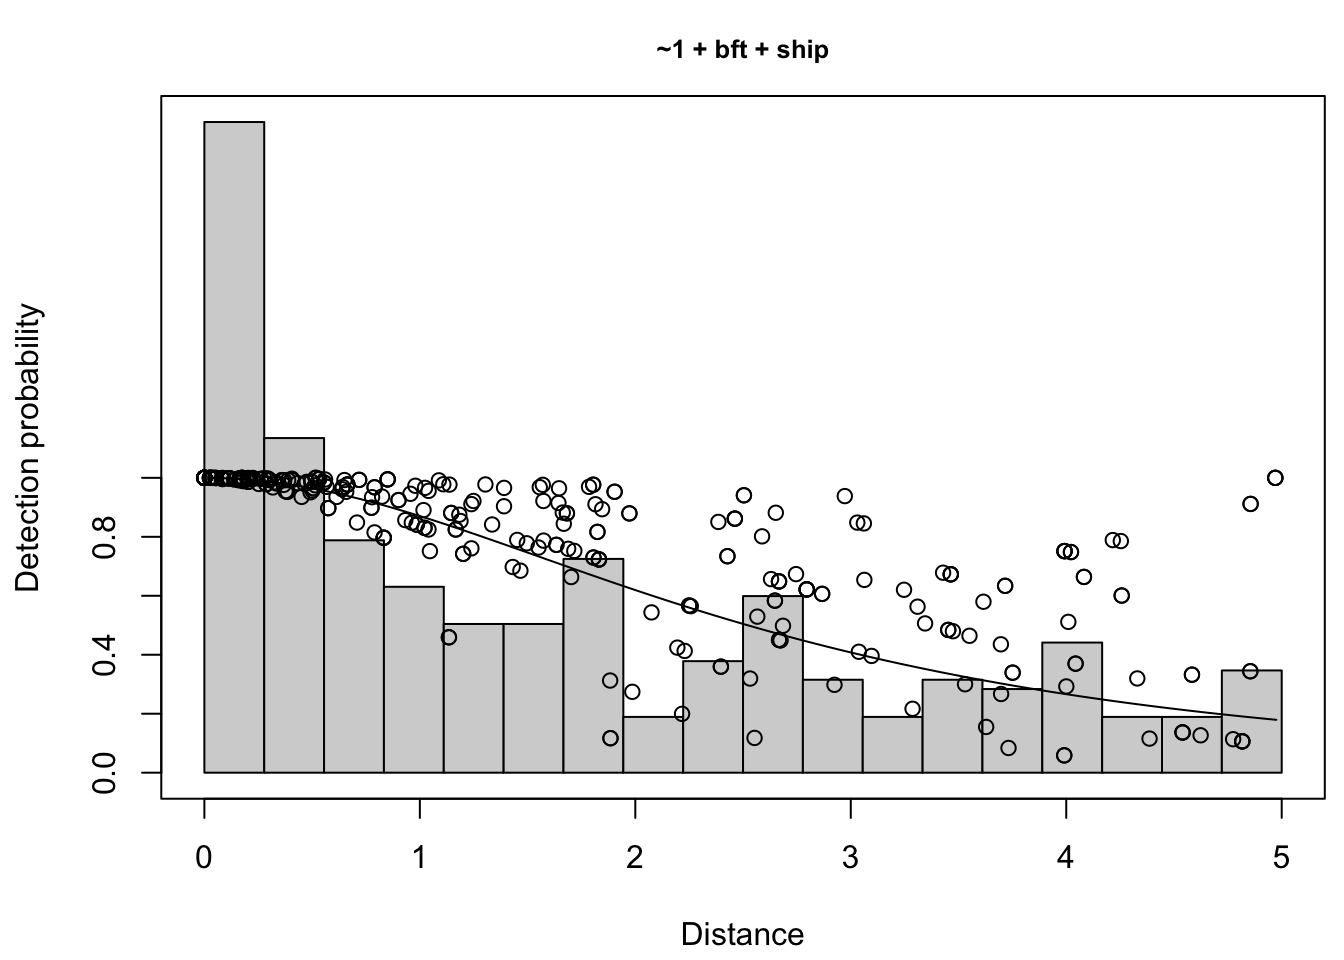 ~1 + bft + ship
Detection probability
0.8
0.4
0.0
0 1 2 3 4 5
Distance